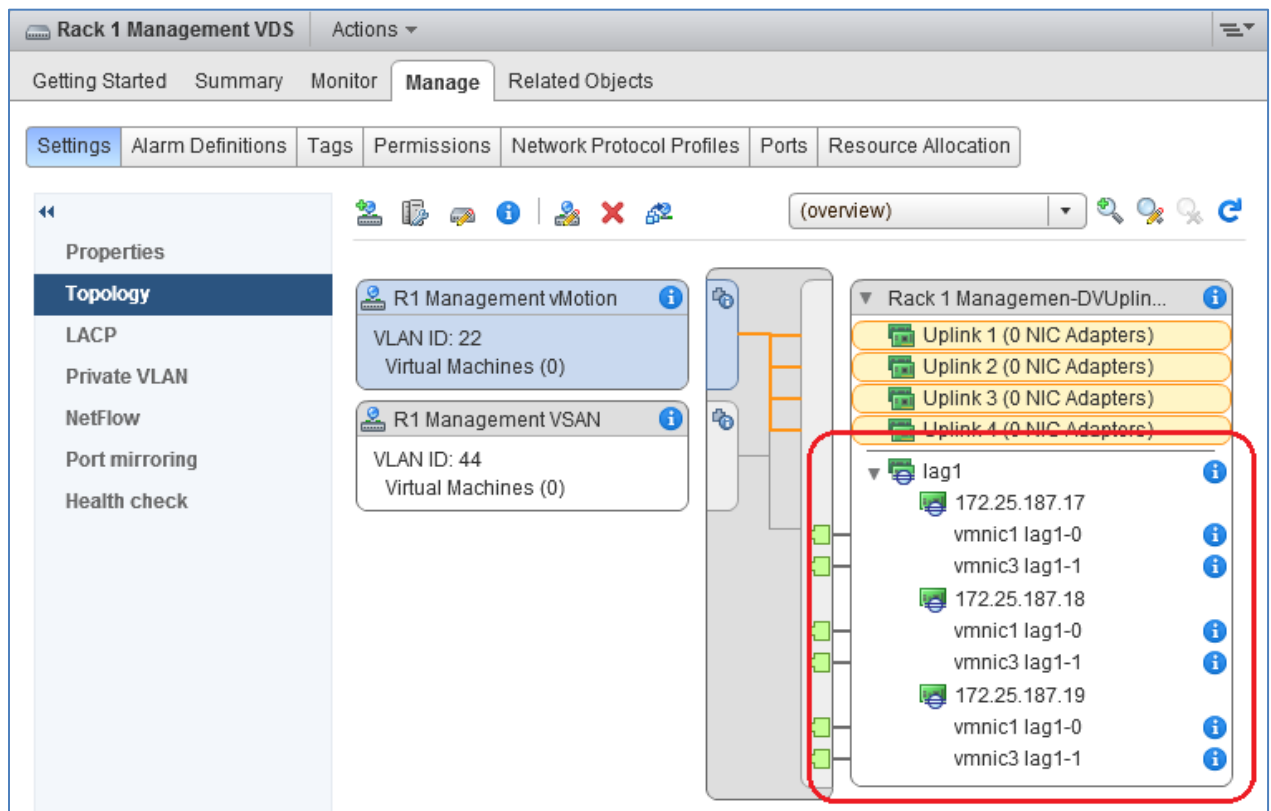 Rack 1 Management VDS Actions
Getting Started Summary Monitor Manage Related Objects
Settings Alarm Definitions Tags Permissions Network Protocol Profiles Ports Resource Allocation
(overview)
Properties
Topology
LACP
Private VLAN
NetFlow
Port mirroring
Health check
R1 Management vMotion
VLAN ID: 22
Virtual Machines (0)
R1 Management VSAN
VLAN ID: 44
Virtual Machines (0)
Rack 1 Managemen-DVUplin...
Uplink 1 (0 NIC Adapters)
Uplink 2 (0 NIC Adapters)
Uplink 3 (0 NIC Adapters)
Uplink 4 (0 NIC Adapters)
lag1
172.25.187.17
vmnic1 lag1-0
vmnic3 lag1-1
172.25.187.18
vmnic1 lag1-0
vmnic3 lag1-1
172.25.187.19
vmnic1 lag1-0
vmnic3 lag1-1